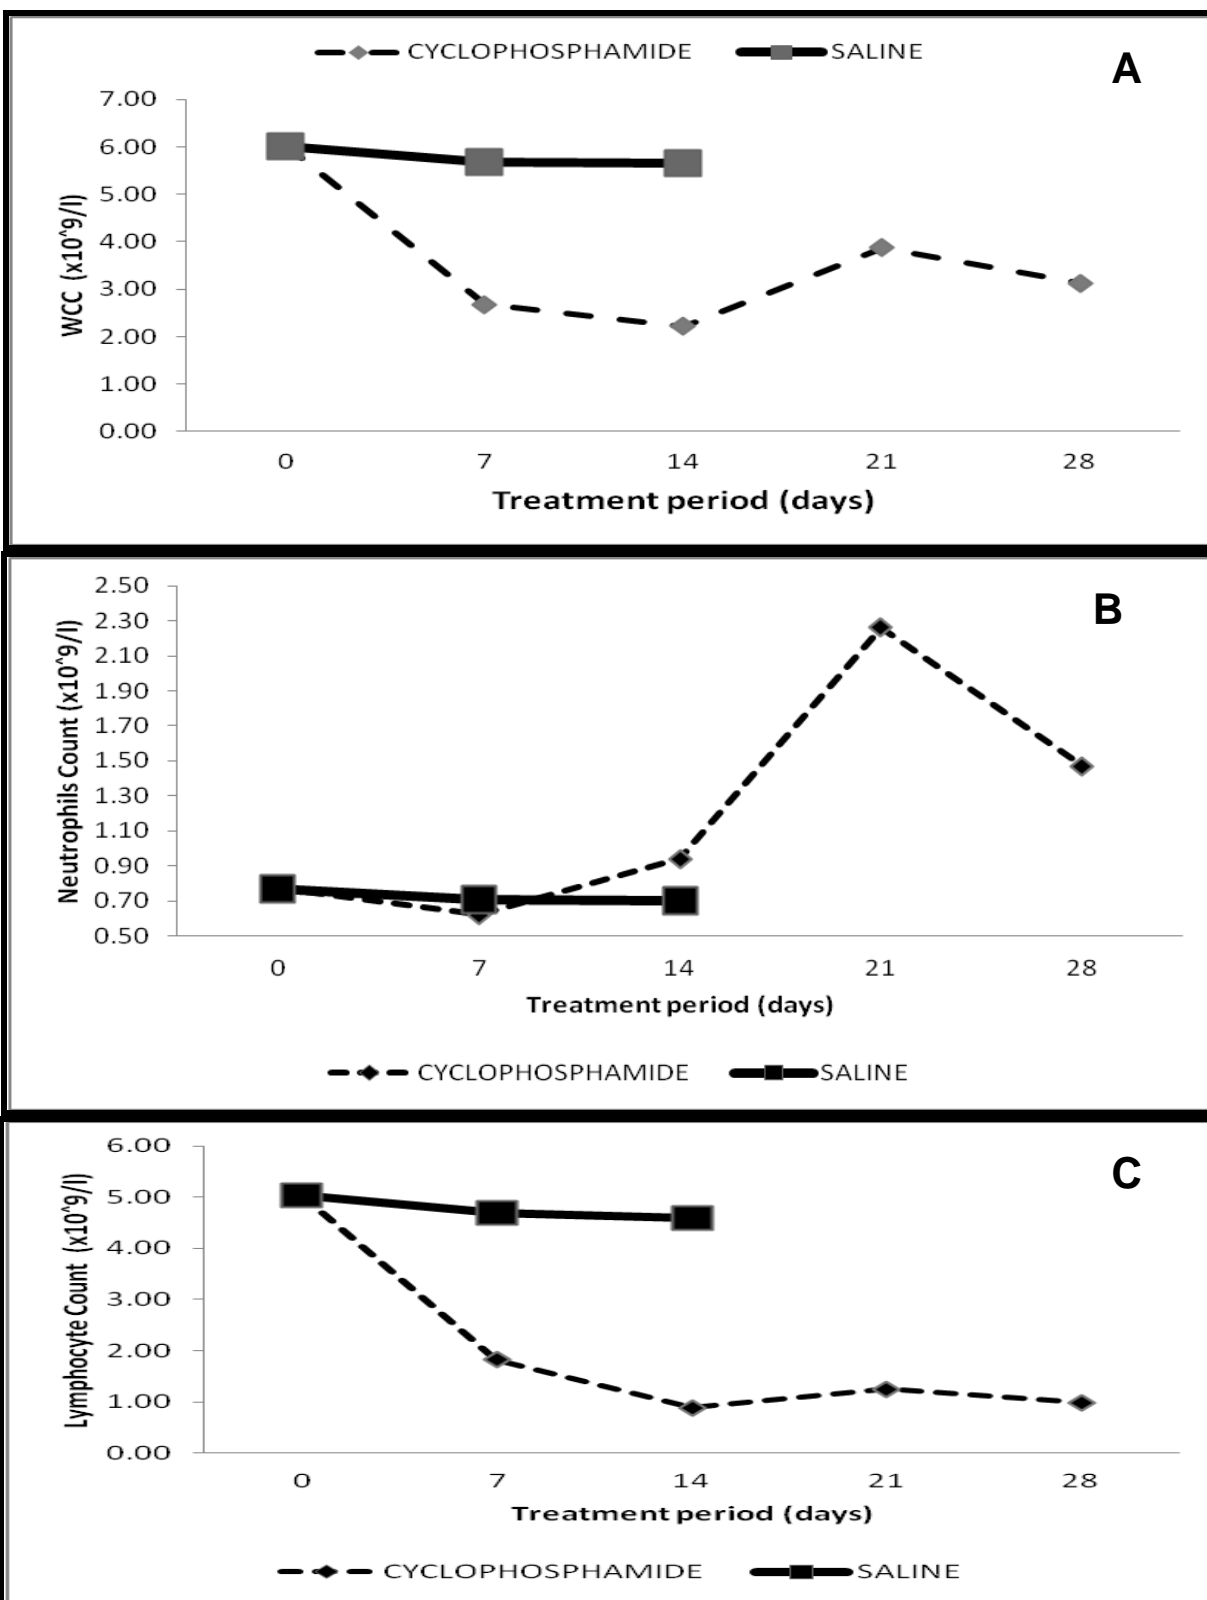 CYCLOPHOSPHAMIDE SALINE
A
7.00
6.00
5.00
4.00
3.00
2.00
1.00
0.00
WCC (x10^9/l)
0 7 14 21 28
Treatment period (days)
B
2.50
2.30
2.10
1.90
1.70
1.50
1.30
1.10
0.90
0.70
0.50
Neutrophils Count (x10^9/l)
0 7 14 21 28
Treatment period (days)
CYCLOPHOSPHAMIDE SALINE
C
6.00
5.00
4.00
3.00
2.00
1.00
0.00
Lymphocyte Count (x10^9/l)
0 7 14 21 28
Treatment period (days)
CYCLOPHOSPHAMIDE SALINE